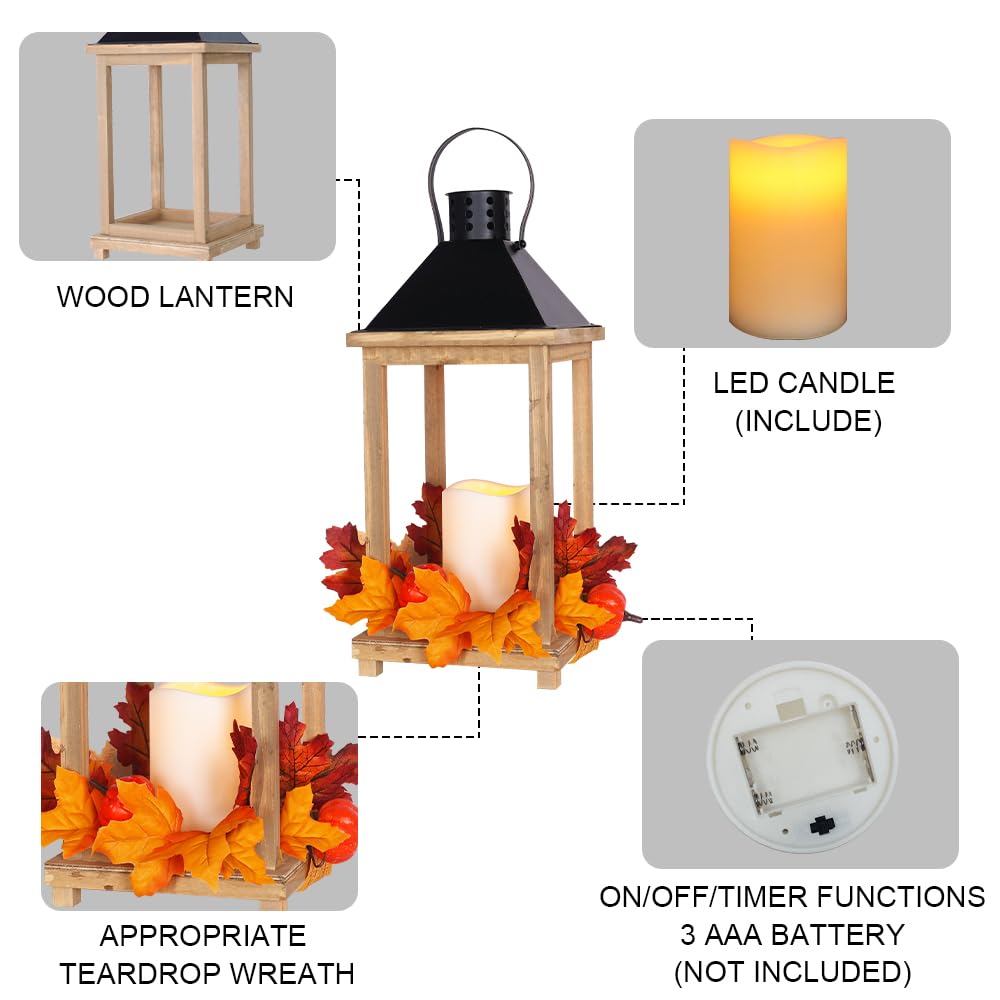 WOOD LANTERN
LED CANDLE
(INCLUDE)
APPROPRIATE
TEARDROP WREATH
ON/OFF/TIMER FUNCTIONS
3 AAA BATTERY
(NOT INCLUDED)